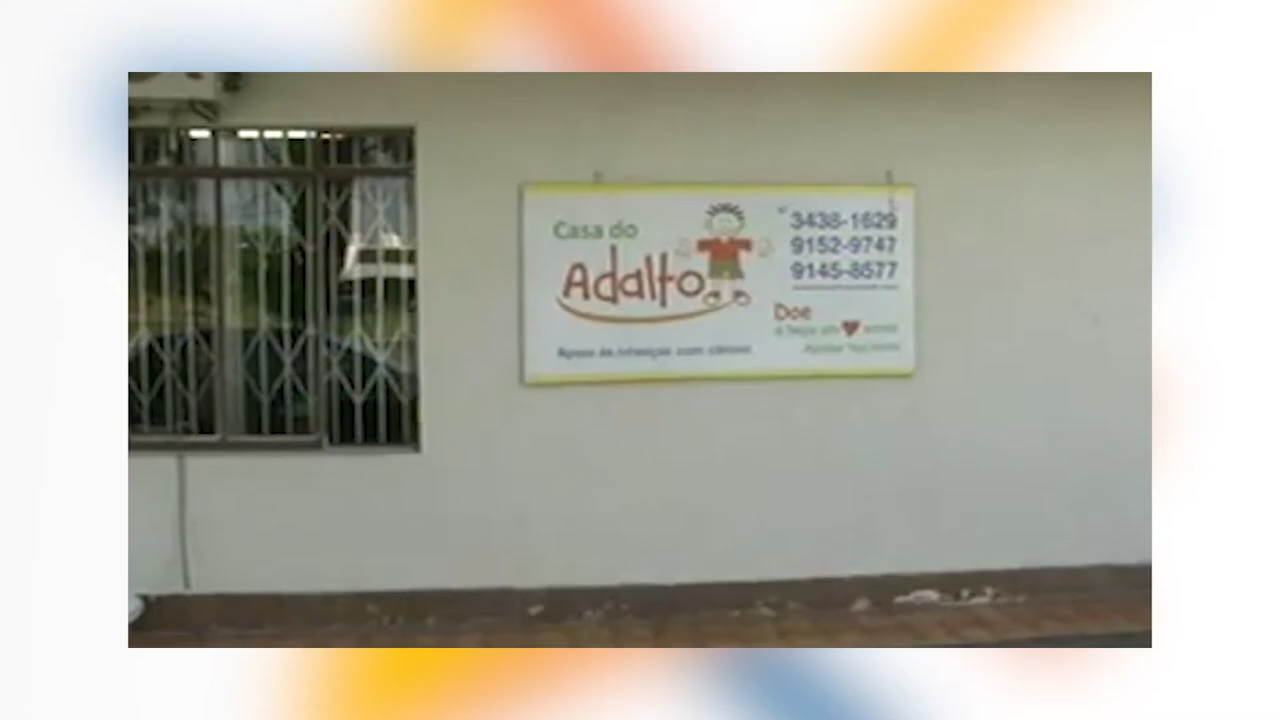 Casa do
Adalto
3438-1629
9152-9747
9145-8577
Doe
Apoio às crianças com câncer